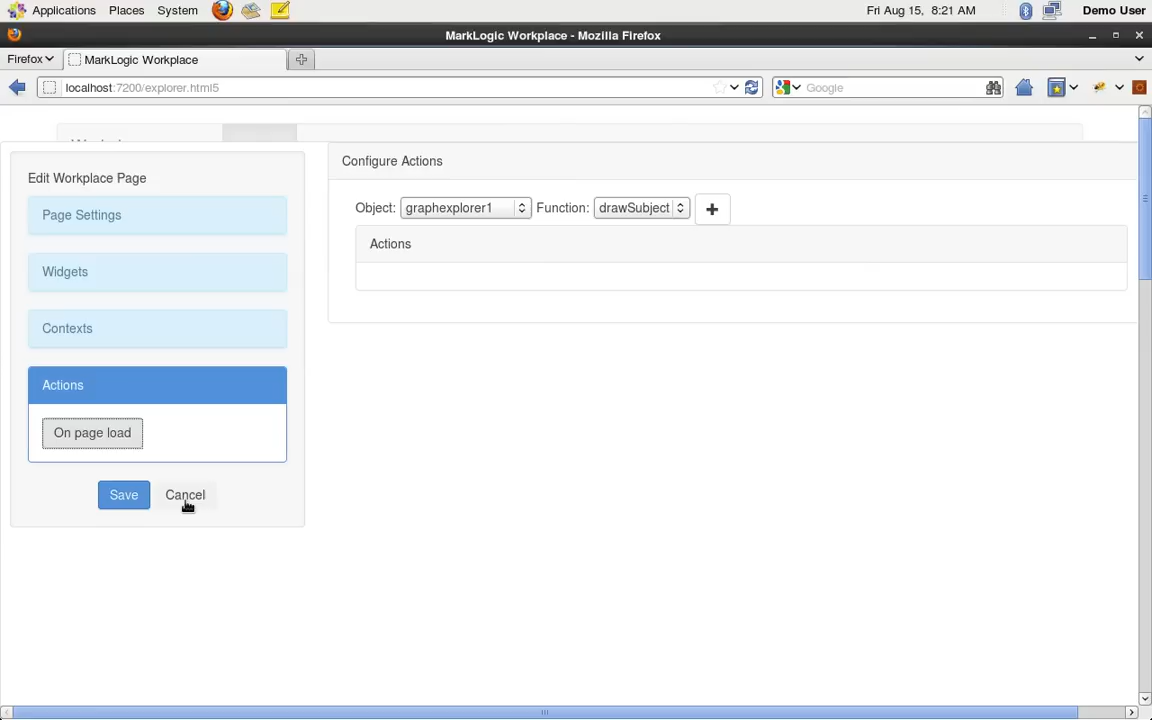 Applications Places System Fri Aug 15, 8:21 AM Demo User
MarkLogic Workplace - Mozilla Firefox
Firefox MarkLogic Workplace
localhost:7200/explorer.html5 Google
Edit Workplace Page
Page Settings
Widgets
Contexts
Actions
On page load
Save Cancel
Configure Actions
Object: graphexplorer1 Function: drawSubject
Actions